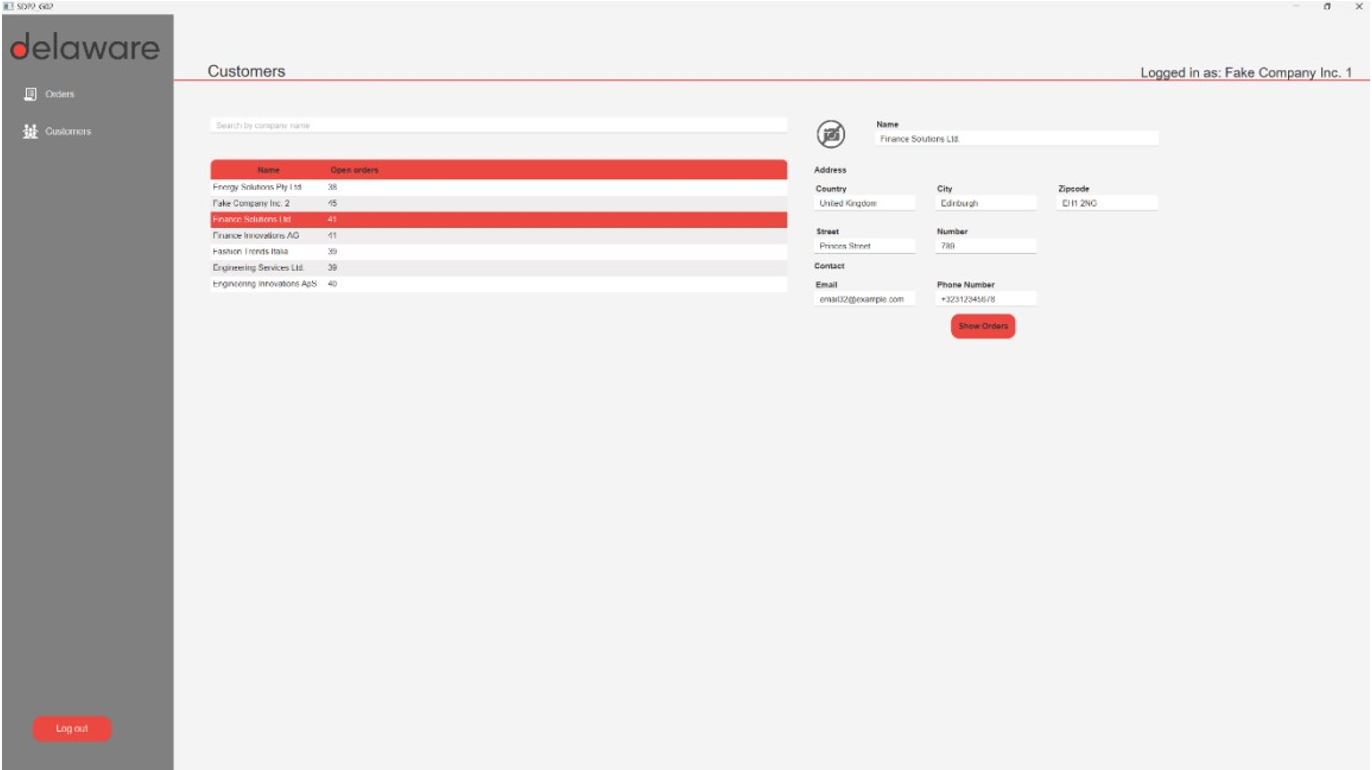 SDP2_G02
delaware
Orders
Customers
Log out
Customers
Logged in as: Fake Company Inc. 1
Search by company name
Name Open orders
Energy Solutions Pty Ltd 38
Fake Company Inc. 2 45
Finance Solutions Ltd. 41
Finance Innovations AG 41
Fashion Trends Italia 39
Engineering Services Ltd. 39
Engineering Innovations ApS 40
Name
Finance Solutions Ltd.
Address
Country City Zipcode
United Kingdom Edinburgh EH1 2NG
Street Number
Princes Street 789
Contact
Email Phone Number
email32@example.com +32312345678
Show Orders